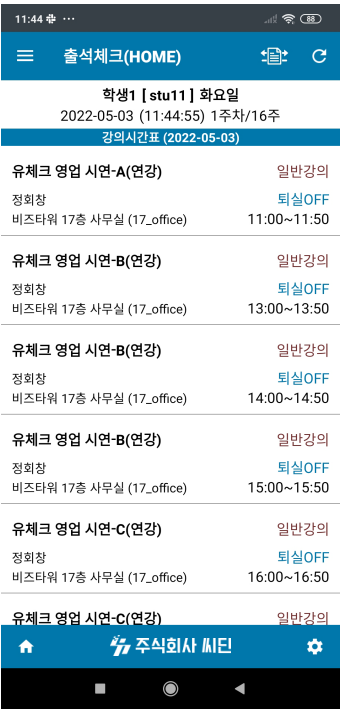 11:44 ··· 88
출석체크(HOME)
학생1 [ stu11 ] 화요일
2022-05-03 (11:44:55) 1주차/16주
강의시간표 (2022-05-03)
유체크 영업 시연-A(연강) 일반강의
정회창 퇴실OFF
비즈타워 17층 사무실 (17_office) 11:00~11:50
유체크 영업 시연-B(연강) 일반강의
정회창 퇴실OFF
비즈타워 17층 사무실 (17_office) 13:00~13:50
유체크 영업 시연-B(연강) 일반강의
정회창 퇴실OFF
비즈타워 17층 사무실 (17_office) 14:00~14:50
유체크 영업 시연-B(연강) 일반강의
정회창 퇴실OFF
비즈타워 17층 사무실 (17_office) 15:00~15:50
유체크 영업 시연-C(연강) 일반강의
정회창 퇴실OFF
비즈타워 17층 사무실 (17_office) 16:00~16:50
유체크 영업 시연-C(연강) 일반강의
주식회사 씨딘